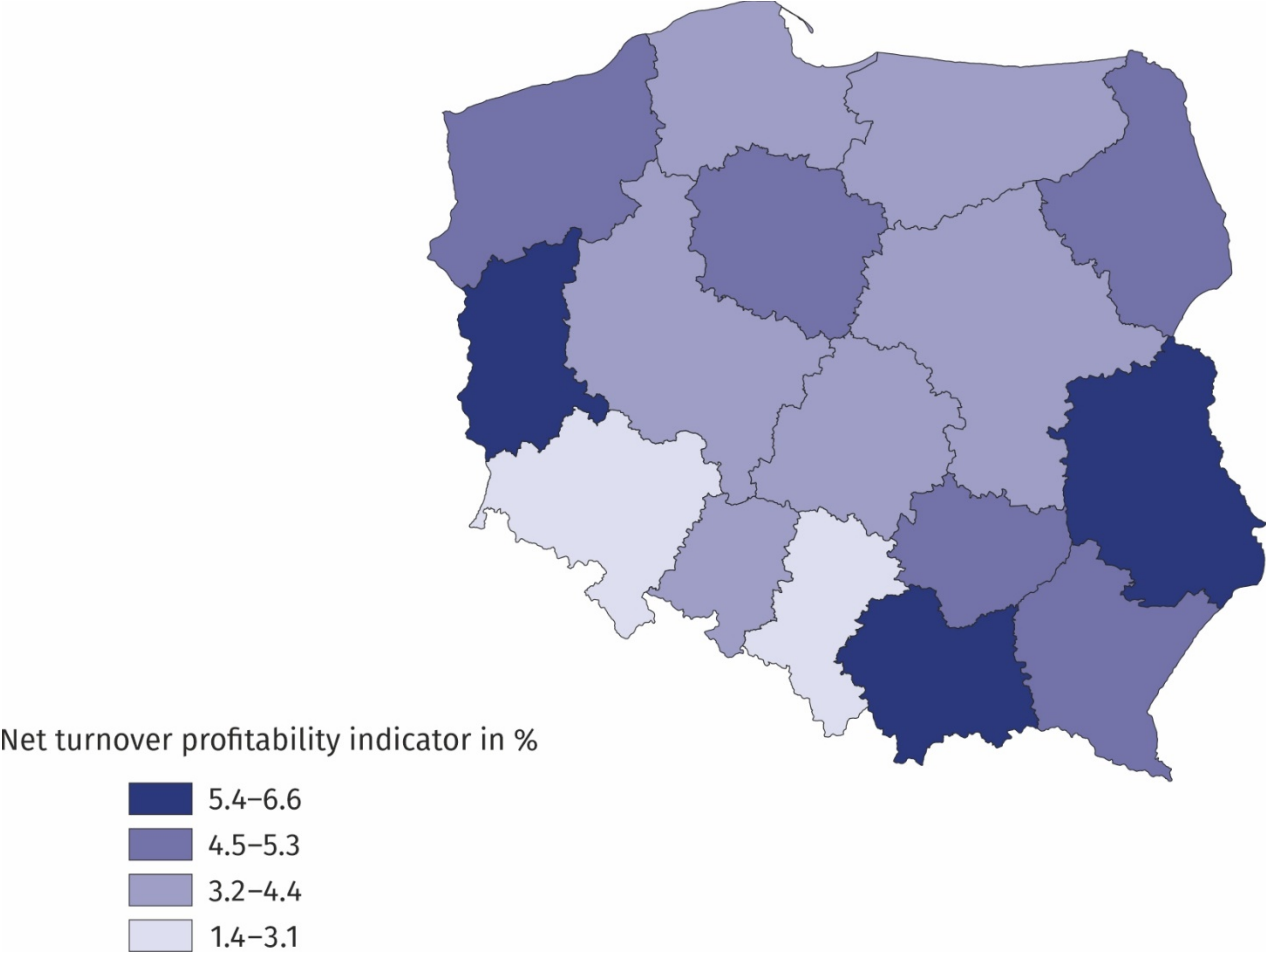 Net turnover profitability indicator in %
5.4–6.6
4.5–5.3
3.2–4.4
1.4–3.1